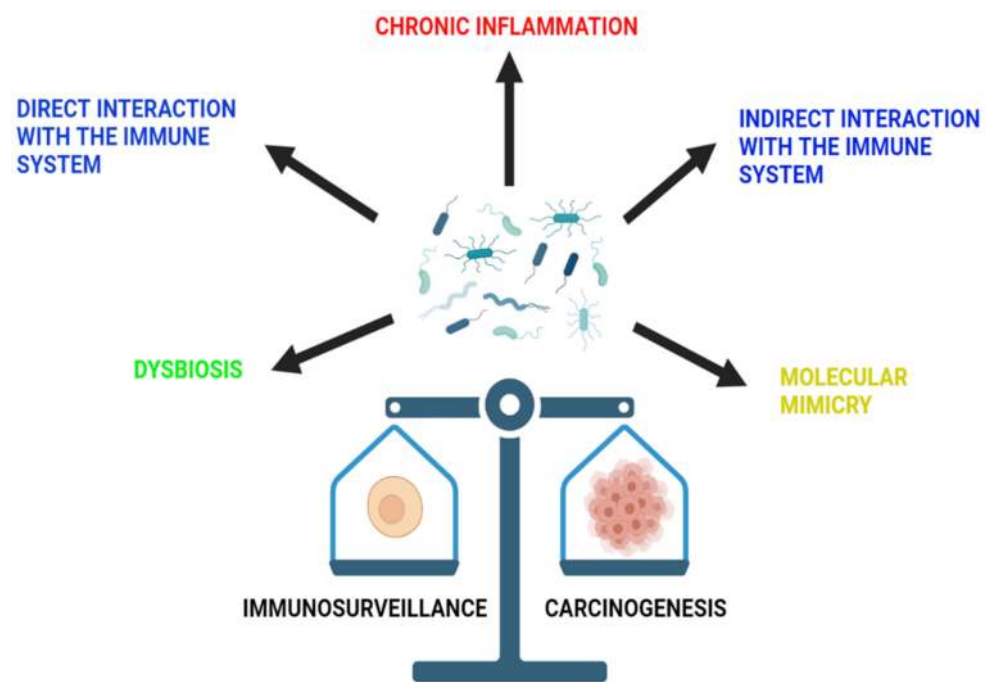 CHRONIC INFLAMMATION
DIRECT INTERACTION
WITH THE IMMUNE
SYSTEM
INDIRECT INTERACTION
WITH THE IMMUNE
SYSTEM
DYSBIOSIS
MOLECULAR
MIMICRY
IMMUNOSURVEILLANCE
CARCINOGENESIS